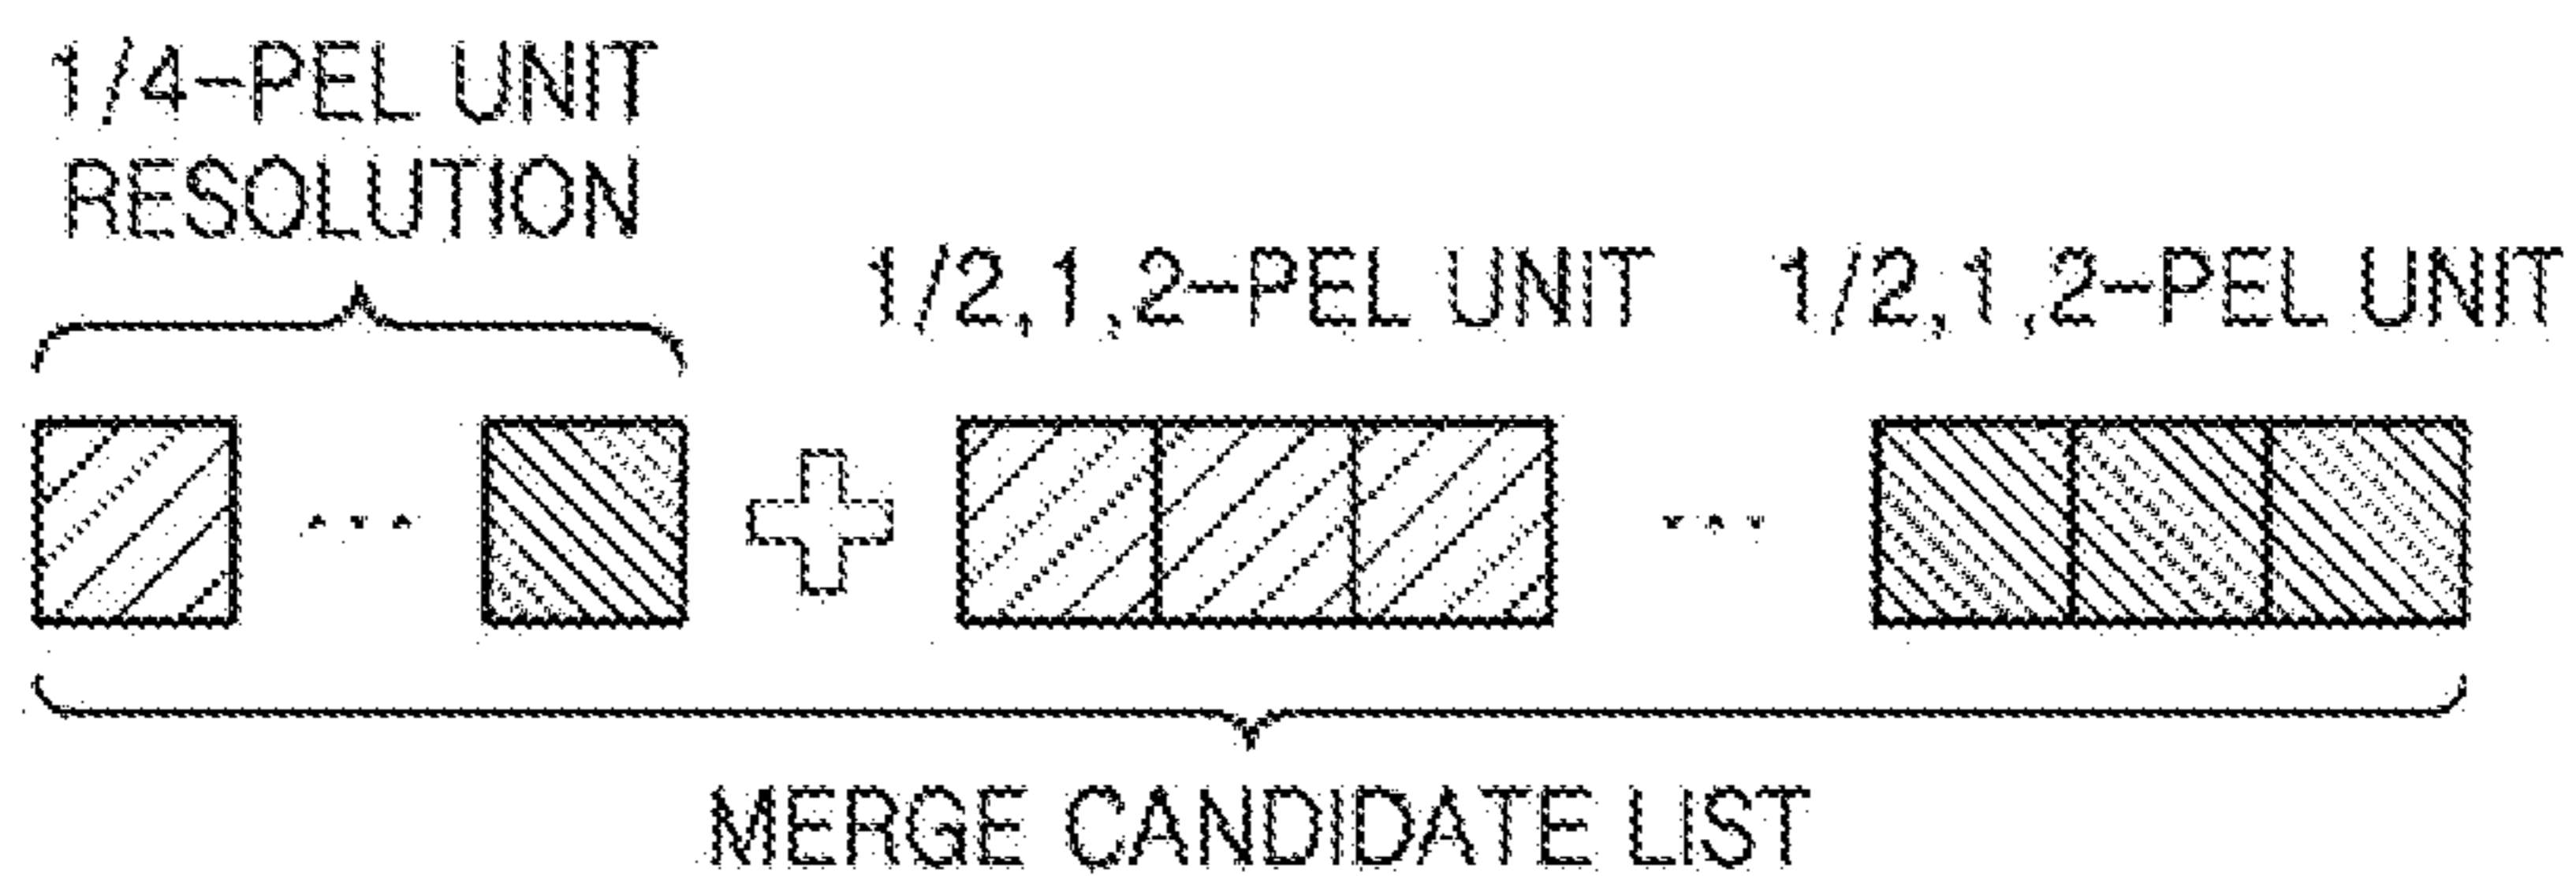 1/4-PEL UNIT
RESOLUTION
1/2,1,2-PEL UNIT 1/2,1,2-PEL UNIT
MERGE CANDIDATE LIST